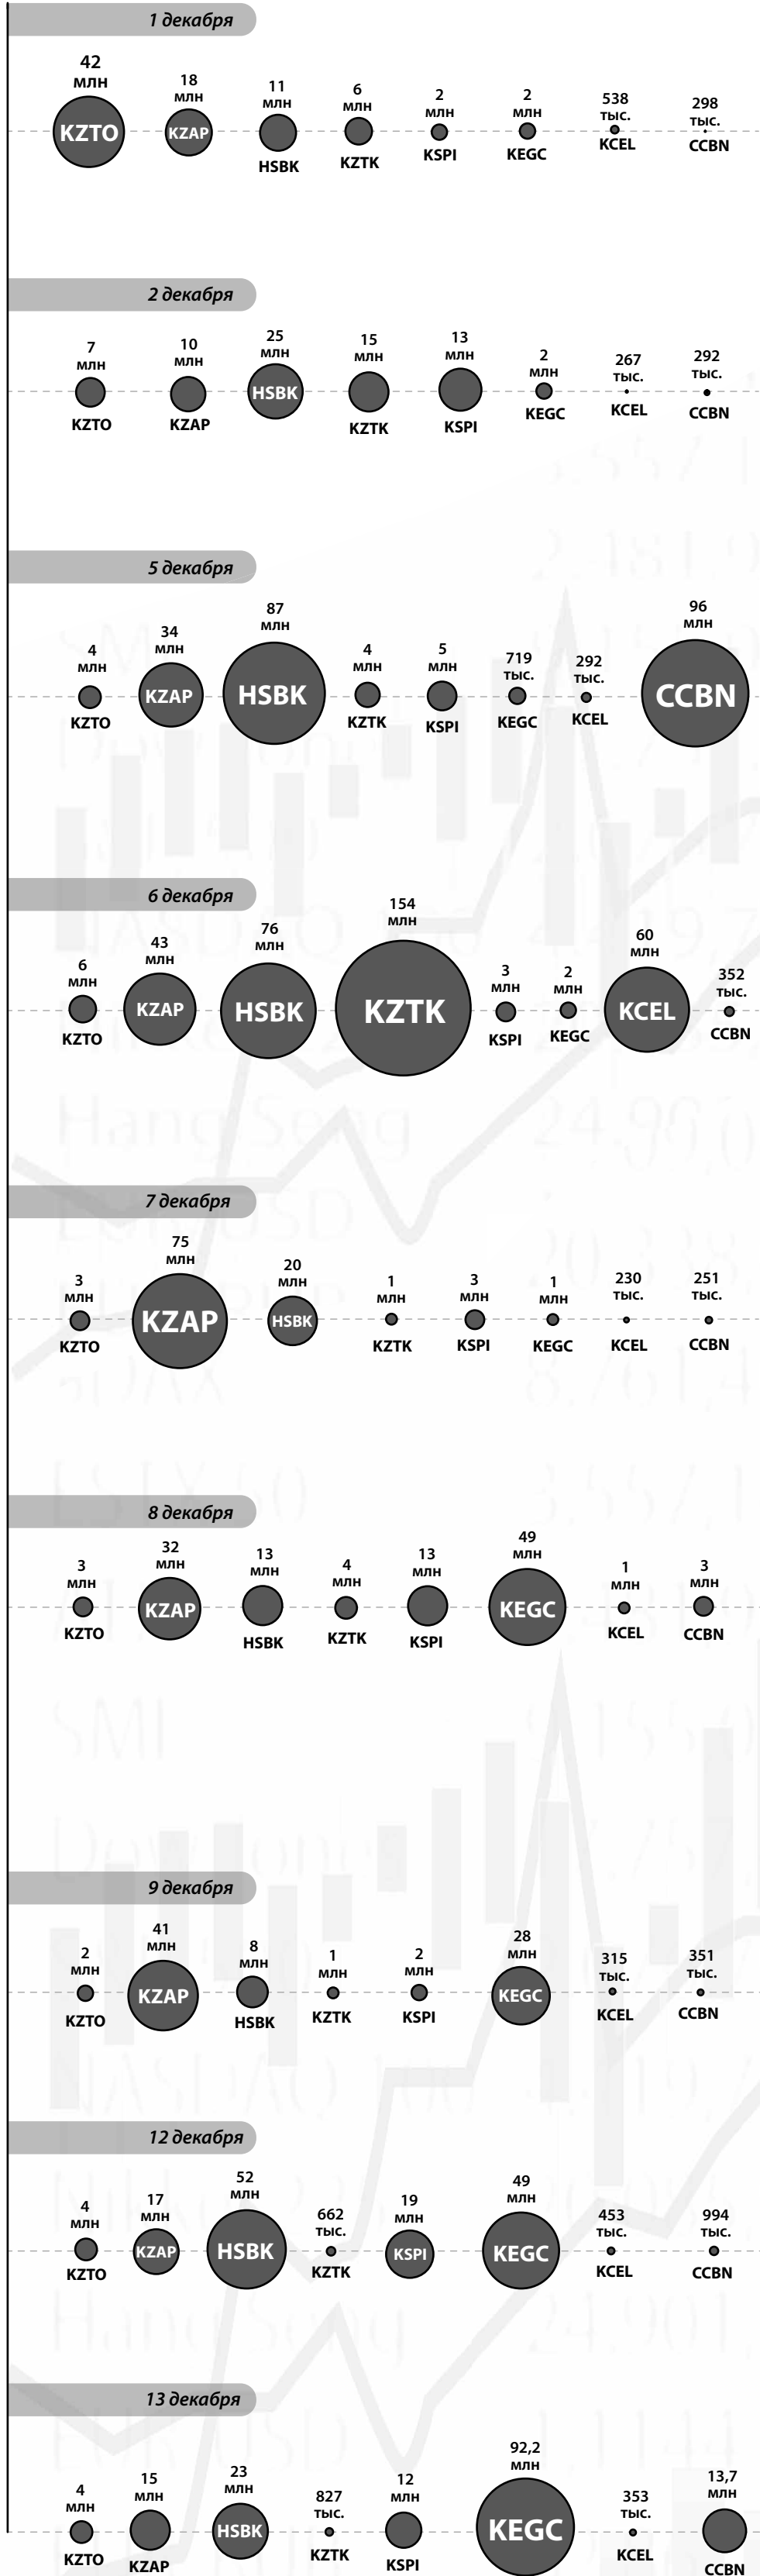 1 декабря
42 млн KZTO
18 млн KZAP
11 млн HSBK
6 млн KZTK
2 млн KSPI
2 млн KEGC
538 тыс. KCEL
298 тыс. CCBN
2 декабря
7 млн KZTO
10 млн KZAP
25 млн HSBK
15 млн KZTK
13 млн KSPI
2 млн KEGC
267 тыс. KCEL
292 тыс. CCBN
5 декабря
4 млн KZTO
34 млн KZAP
87 млн HSBK
4 млн KZTK
5 млн KSPI
719 тыс. KEGC
292 тыс. KCEL
96 млн CCBN
6 декабря
6 млн KZTO
43 млн KZAP
76 млн HSBK
154 млн KZTK
3 млн KSPI
2 млн KEGC
60 млн KCEL
352 тыс. CCBN
7 декабря
3 млн KZTO
75 млн KZAP
20 млн HSBK
1 млн KZTK
3 млн KSPI
1 млн KEGC
230 тыс. KCEL
251 тыс. CCBN
8 декабря
3 млн KZTO
32 млн KZAP
13 млн HSBK
4 млн KZTK
13 млн KSPI
49 млн KEGC
1 млн KCEL
3 млн CCBN
9 декабря
2 млн KZTO
41 млн KZAP
8 млн HSBK
1 млн KZTK
2 млн KSPI
28 млн KEGC
315 тыс. KCEL
351 тыс. CCBN
12 декабря
4 млн KZTO
17 млн KZAP
52 млн HSBK
662 тыс. KZTK
19 млн KSPI
49 млн KEGC
453 тыс. KCEL
994 тыс. CCBN
13 декабря
4 млн KZTO
15 млн KZAP
23 млн HSBK
827 тыс. KZTK
12 млн KSPI
92,2 млн KEGC
353 тыс. KCEL
13,7 млн CCBN